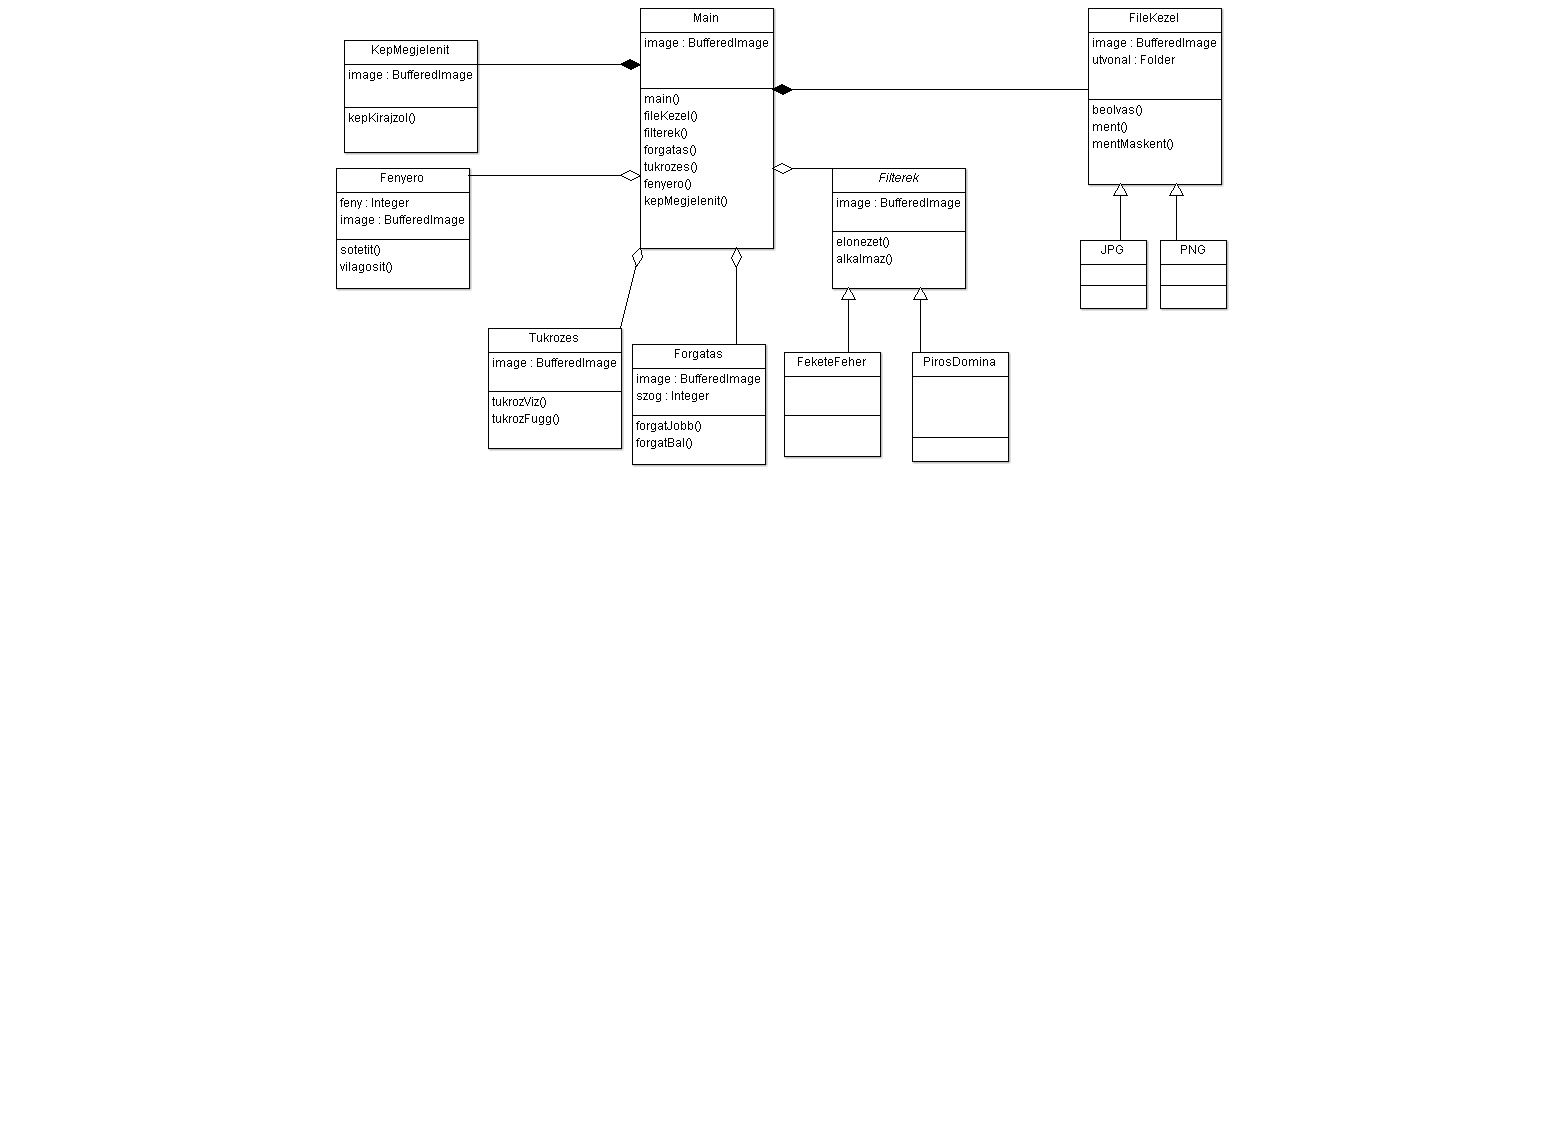 Main
image : BufferedImage
main()
fileKezel()
filterek()
forgatas()
tukrozes()
fenyero()
kepMegjelenit()
FileKezel
image : BufferedImage
utvonal : Folder
beolvas()
ment()
mentMaskent()
KepMegjelenit
image : BufferedImage
kepKirajzol()
Fenyero
feny : Integer
image : BufferedImage
sotetit()
vilagosit()
Filterek
image : BufferedImage
elonezet()
alkalmaz()
JPG
PNG
Tukrozes
image : BufferedImage
tukrozViz()
tukrozFugg()
Forgatas
image : BufferedImage
szog : Integer
forgatJobb()
forgatBal()
FeketeFeher
PirosDomina